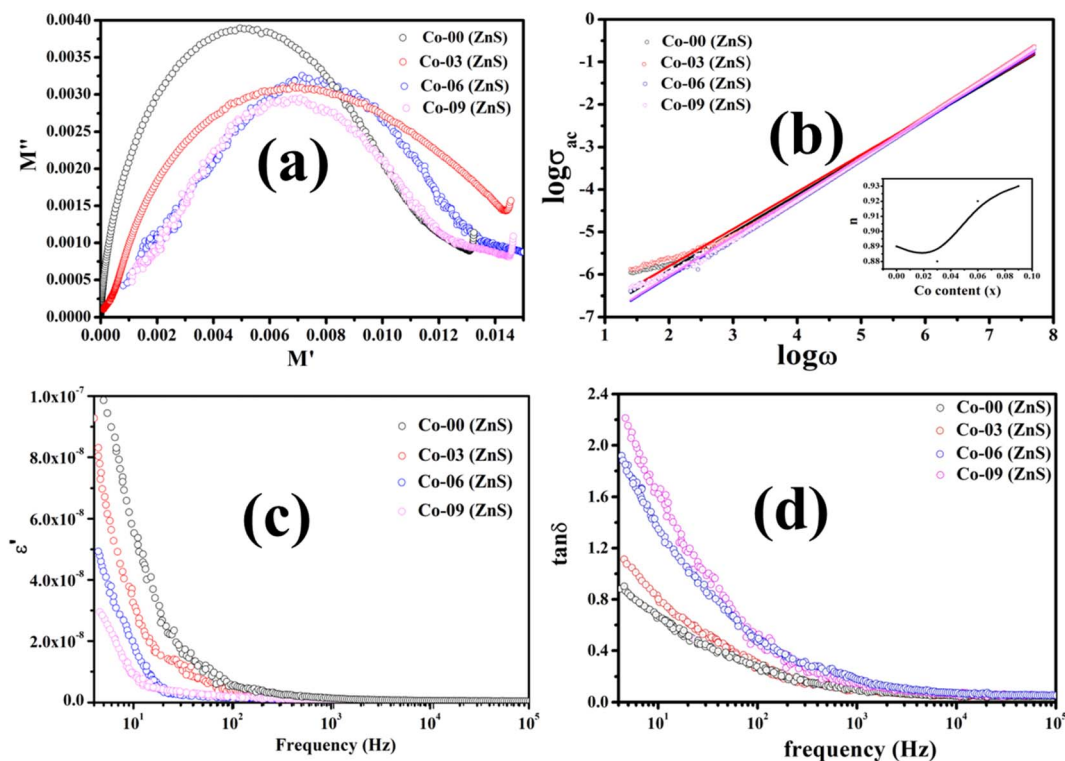 0.0040
0.0035
0.0030
0.0025
0.0020
0.0015
0.0010
0.0005
0.0000
M''
0.000 0.002 0.004 0.006 0.008 0.010 0.012 0.014
M'
Co-00 (ZnS)
Co-03 (ZnS)
Co-06 (ZnS)
Co-09 (ZnS)
(a)
0
-1
-2
-3
-4
-5
-6
-7
logσac
1 2 3 4 5 6 7 8
logω
Co-00 (ZnS)
Co-03 (ZnS)
Co-06 (ZnS)
Co-09 (ZnS)
(b)
0.93
0.92
0.91
0.89
0.88
n
0.00 0.02 0.04 0.06 0.08 0.10
Co content (x)
1.0x10-7
8.0x10-8
6.0x10-8
4.0x10-8
2.0x10-8
0.0
ε'
101 102 103 104 105
Frequency (Hz)
Co-00 (ZnS)
Co-03 (ZnS)
Co-06 (ZnS)
Co-09 (ZnS)
(c)
2.4
2.0
1.6
1.2
0.8
0.4
0.0
tanδ
101 102 103 104 105
frequency (Hz)
Co-00 (ZnS)
Co-03 (ZnS)
Co-06 (ZnS)
Co-09 (ZnS)
(d)